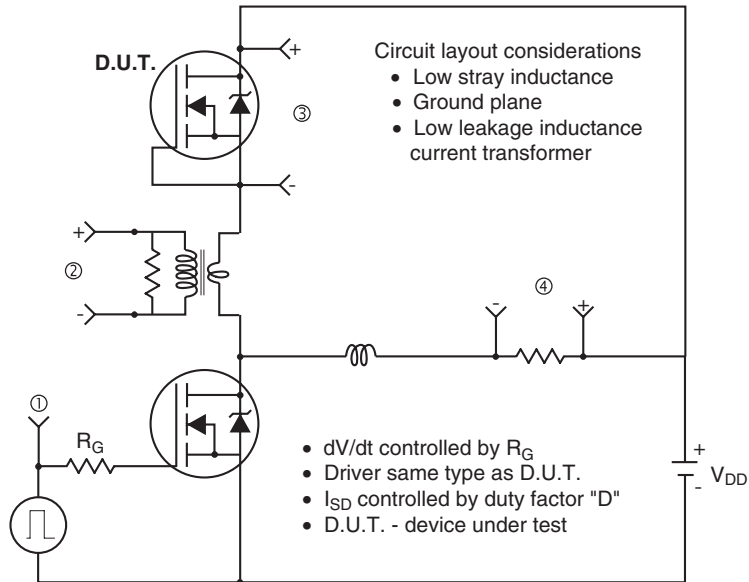 D.U.T.
+
③
-
Circuit layout considerations
• Low stray inductance
• Ground plane
• Low leakage inductance
current transformer
+
②
-
④
- +
①
R_G
• dV/dt controlled by R_G
• Driver same type as D.U.T.
• I_SD controlled by duty factor "D"
• D.U.T. - device under test
+
V_DD
-